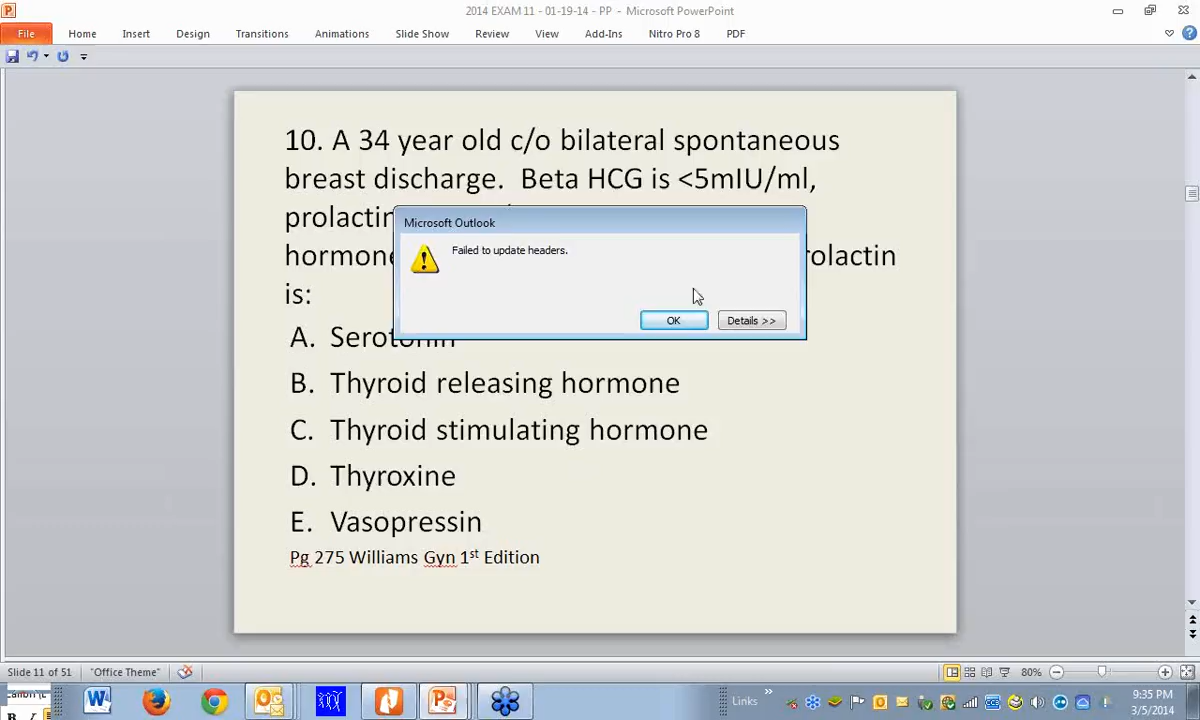 2014 EXAM 11 - 01-19-14 - PP - Microsoft PowerPoint
File Home Insert Design Transitions Animations Slide Show Review View Add-Ins Nitro Pro 8 PDF
10. A 34 year old c/o bilateral spontaneous
breast discharge. Beta HCG is <5mIU/ml,
prolactin
Microsoft Outlook
Failed to update headers.
hormone
rolactin
is:
OK Details >>
A. Serotonin
B. Thyroid releasing hormone
C. Thyroid stimulating hormone
D. Thyroxine
E. Vasopressin
Pg 275 Williams Gyn 1st Edition
Slide 11 of 51 "Office Theme" 80%
Links
9:35 PM
3/5/2014